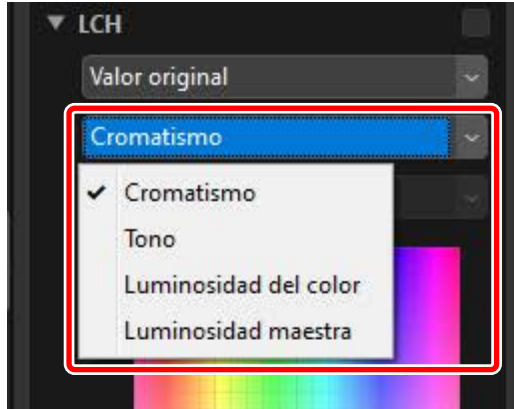 LCH
Valor original
Cromatismo
Cromatismo
Tono
Luminosidad del color
Luminosidad maestra